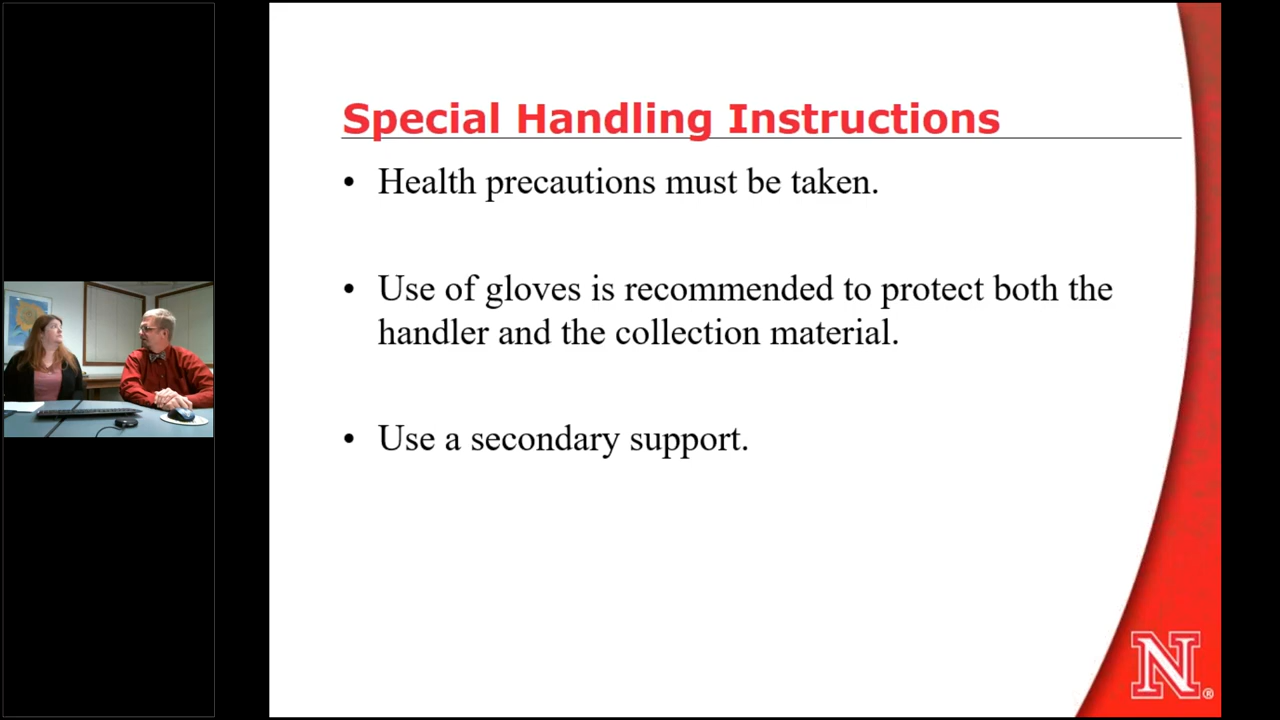 Special Handling Instructions
• Health precautions must be taken.
• Use of gloves is recommended to protect both the
handler and the collection material.
• Use a secondary support.
N®